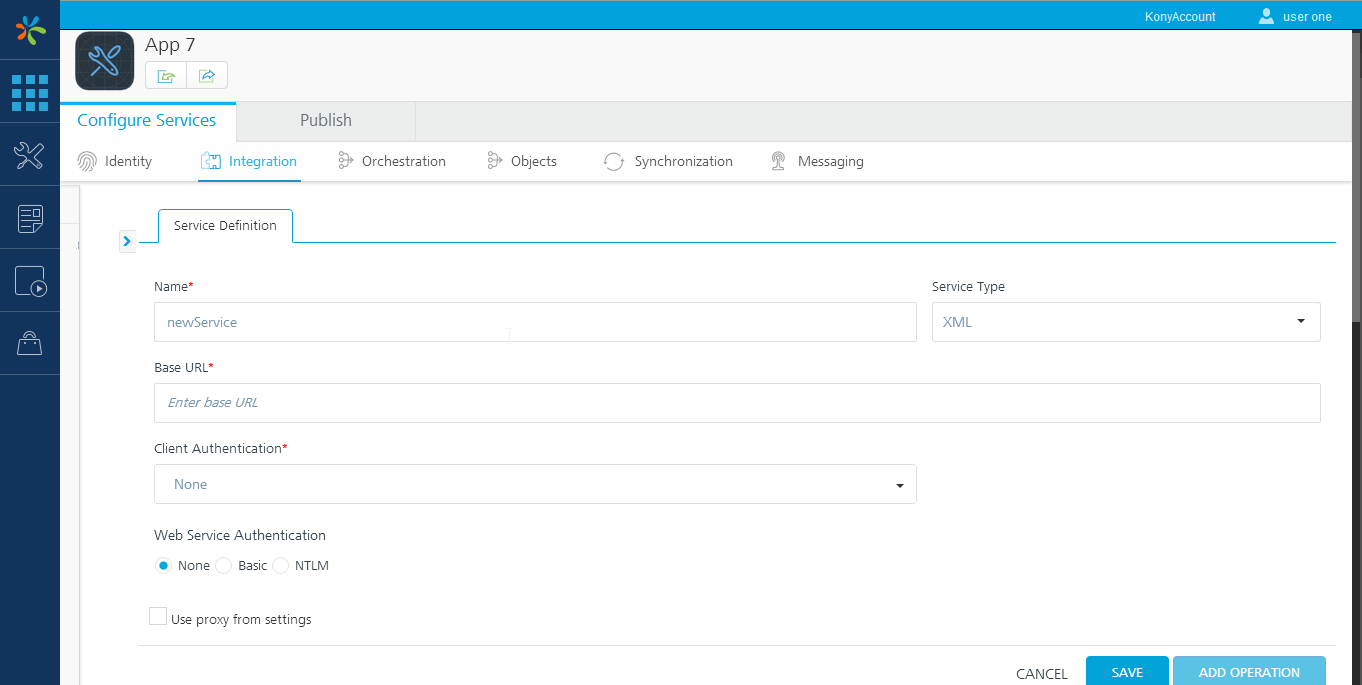 KonyAccount user one
App 7
Configure Services Publish
Identity Integration Orchestration Objects Synchronization Messaging
Service Definition
Name* Service Type
newService XML
Base URL*
Enter base URL
Client Authentication*
None
Web Service Authentication
None Basic NTLM
Use proxy from settings
CANCEL SAVE ADD OPERATION